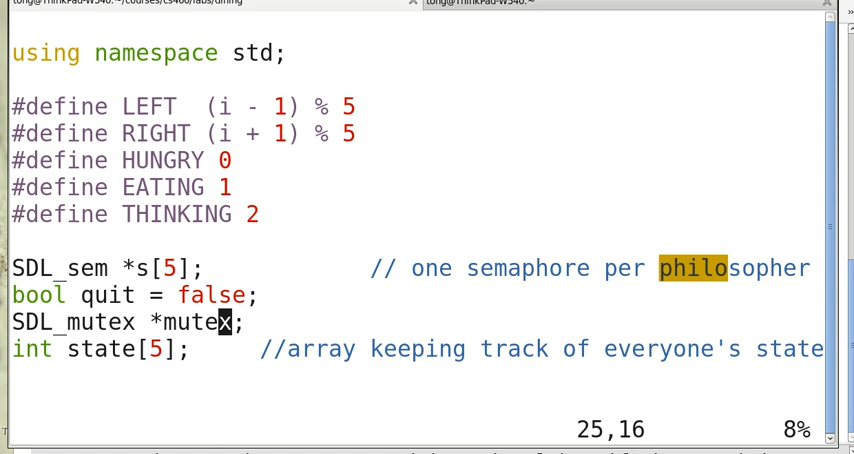 tong@ThinkPad-W540:~/courses/cs460/labs/dining
tong@ThinkPad-W540:~
using namespace std;
#define LEFT  (i - 1) % 5
#define RIGHT (i + 1) % 5
#define HUNGRY 0
#define EATING 1
#define THINKING 2
SDL_sem *s[5];            // one semaphore per philosopher
bool quit = false;
SDL_mutex *mutex;
int state[5];     //array keeping track of everyone's state
25,16          8%